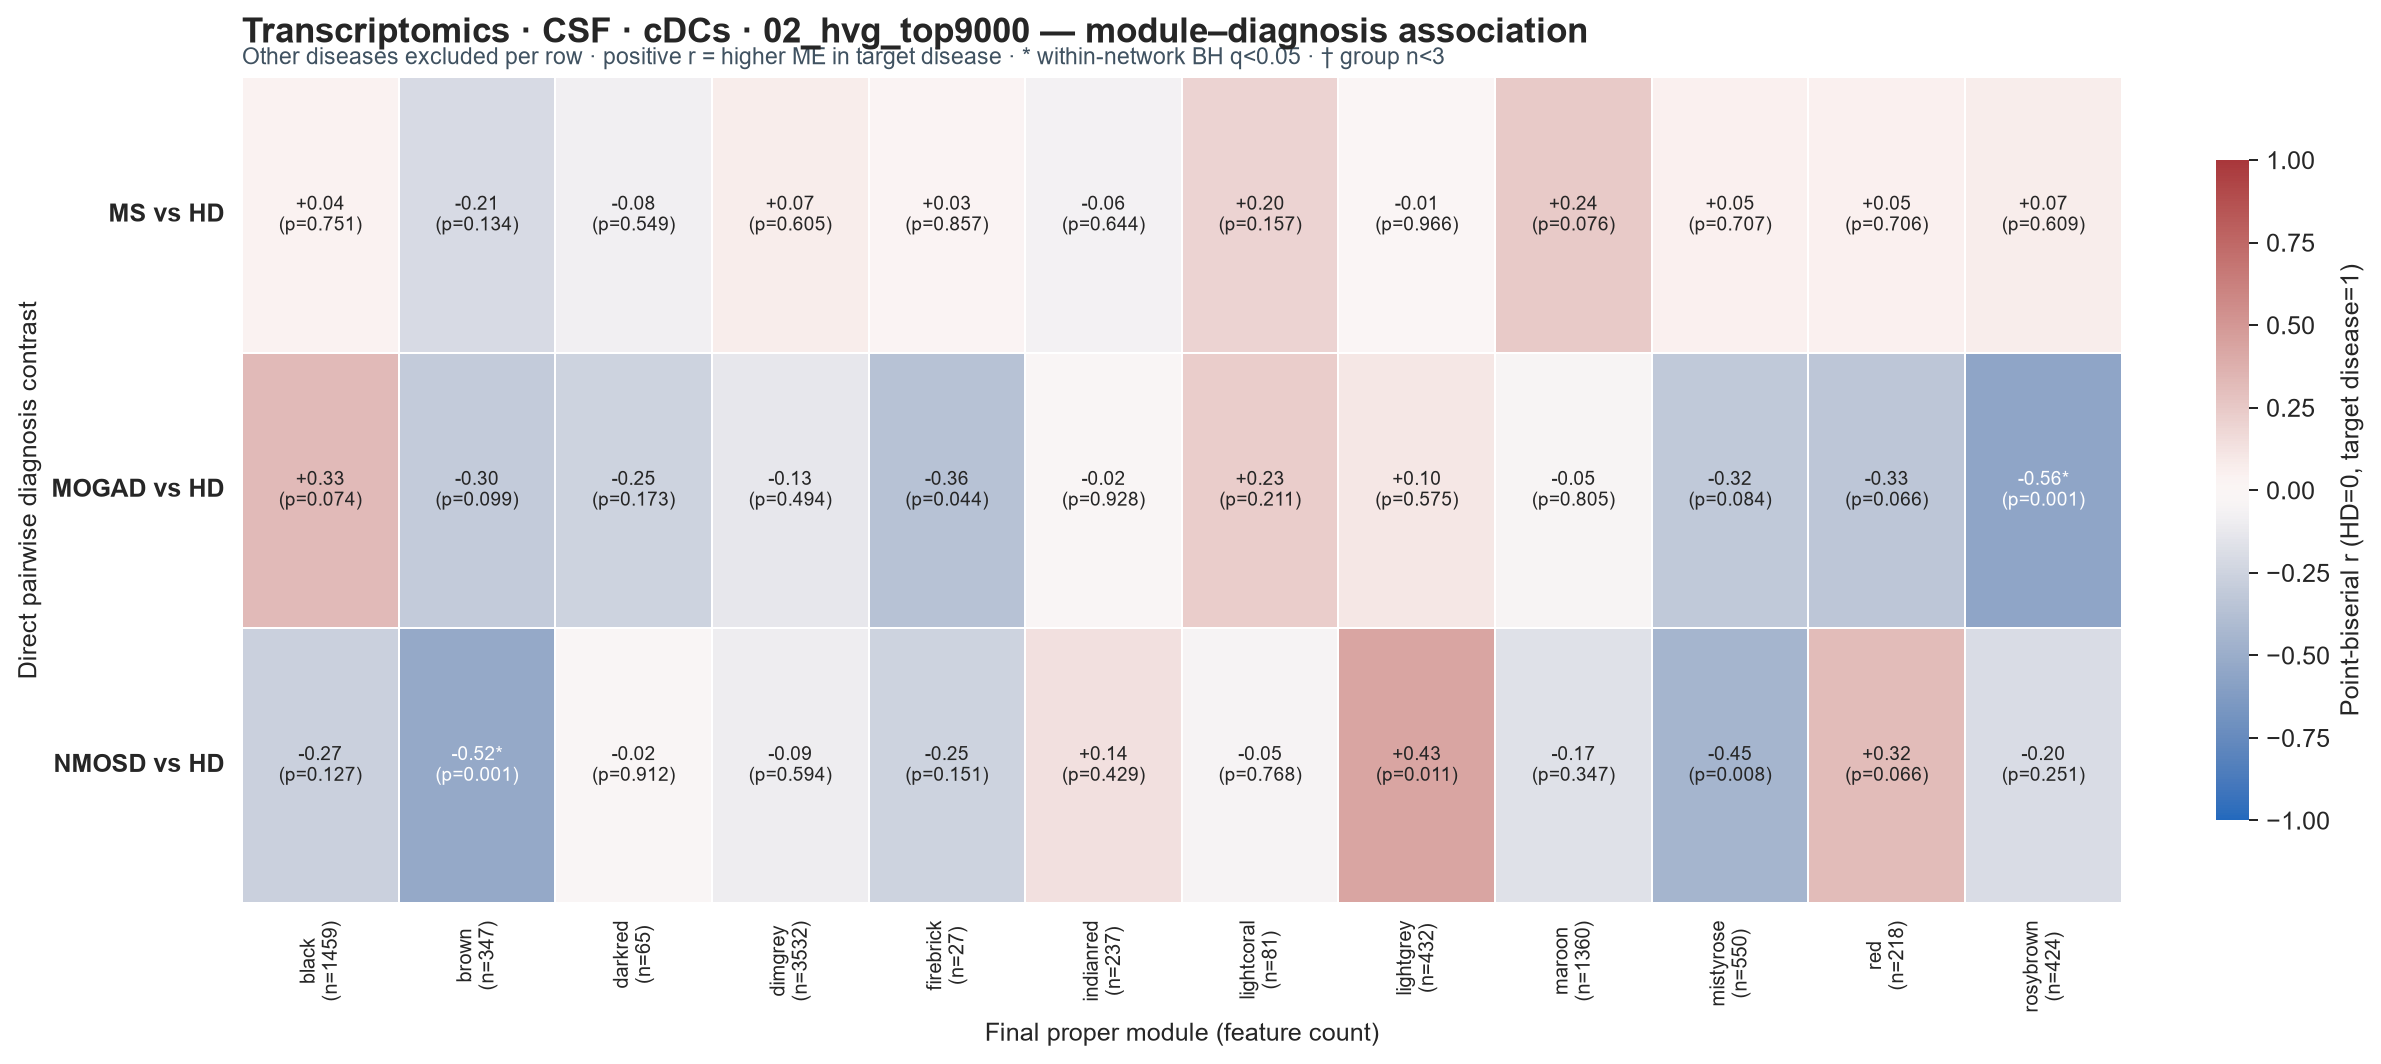 Transcriptomics · CSF · cDCs · 02_hvg_top9000 — module–diagnosis association
Other diseases excluded per row · positive r = higher ME in target disease · * within-network BH q<0.05 · † group n<3
Direct pairwise diagnosis contrast
MS vs HD
+0.04
(p=0.751)
-0.21
(p=0.134)
-0.08
(p=0.549)
+0.07
(p=0.605)
+0.03
(p=0.857)
-0.06
(p=0.644)
+0.20
(p=0.157)
-0.01
(p=0.966)
+0.24
(p=0.076)
+0.05
(p=0.707)
+0.05
(p=0.706)
+0.07
(p=0.609)
MOGAD vs HD
+0.33
(p=0.074)
-0.30
(p=0.099)
-0.25
(p=0.173)
-0.13
(p=0.494)
-0.36
(p=0.044)
-0.02
(p=0.928)
+0.23
(p=0.211)
+0.10
(p=0.575)
-0.05
(p=0.805)
-0.32
(p=0.084)
-0.33
(p=0.066)
-0.56*
(p=0.001)
NMOSD vs HD
-0.27
(p=0.127)
-0.52*
(p=0.001)
-0.02
(p=0.912)
-0.09
(p=0.594)
-0.25
(p=0.151)
+0.14
(p=0.429)
-0.05
(p=0.768)
+0.43
(p=0.011)
-0.17
(p=0.347)
-0.45
(p=0.008)
+0.32
(p=0.066)
-0.20
(p=0.251)
black
(n=1459)
brown
(n=347)
darkred
(n=65)
dimgrey
(n=3532)
firebrick
(n=27)
indianred
(n=237)
lightcoral
(n=81)
lightgrey
(n=432)
maroon
(n=1360)
mistyrose
(n=550)
red
(n=218)
rosybrown
(n=424)
Final proper module (feature count)
1.00
0.75
0.50
0.25
0.00
−0.25
−0.50
−0.75
−1.00
Point-biserial r (HD=0, target disease=1)